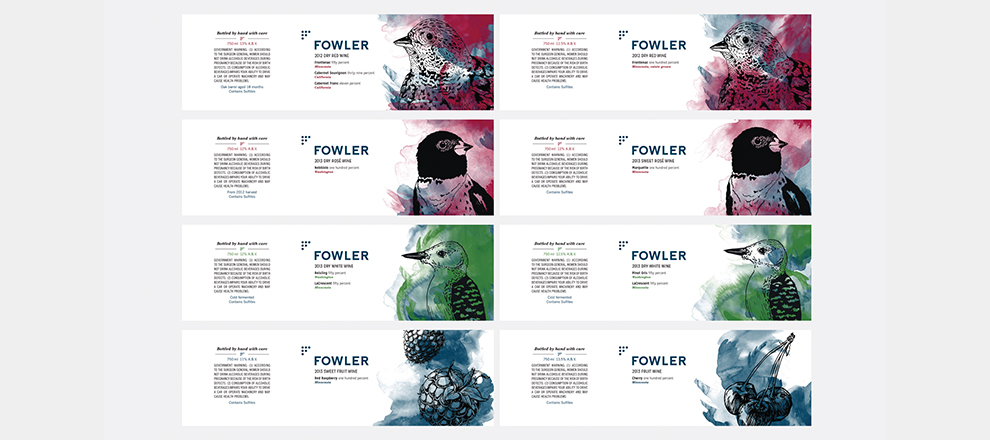 Bottled by hand with care
750 ml 13% A.B.V.
GOVERNMENT WARNING: (1) ACCORDING
TO THE SURGEON GENERAL, WOMEN SHOULD
NOT DRINK ALCOHOLIC BEVERAGES DURING
PREGNANCY BECAUSE OF THE RISK OF BIRTH
DEFECTS. (2) CONSUMPTION OF ALCOHOLIC
BEVERAGES IMPAIRS YOUR ABILITY TO DRIVE
A CAR OR OPERATE MACHINERY AND MAY
CAUSE HEALTH PROBLEMS.
Oak barrel aged 18 months
Contains Sulfites
FOWLER
2012 DRY RED WINE
Frontenac fifty percent
Minnesota
Cabernet Sauvignon thirty nine percent
California
Cabernet Franc eleven percent
California
Bottled by hand with care
750 ml 12.5% A.B.V.
GOVERNMENT WARNING: (1) ACCORDING
TO THE SURGEON GENERAL, WOMEN SHOULD
NOT DRINK ALCOHOLIC BEVERAGES DURING
PREGNANCY BECAUSE OF THE RISK OF BIRTH
DEFECTS. (2) CONSUMPTION OF ALCOHOLIC
BEVERAGES IMPAIRS YOUR ABILITY TO DRIVE
A CAR OR OPERATE MACHINERY AND MAY
CAUSE HEALTH PROBLEMS.
Contains Sulfites
FOWLER
2012 DRY RED WINE
Frontenac one hundred percent
Minnesota, estate grown
Bottled by hand with care
750 ml 12% A.B.V.
GOVERNMENT WARNING: (1) ACCORDING
TO THE SURGEON GENERAL, WOMEN SHOULD
NOT DRINK ALCOHOLIC BEVERAGES DURING
PREGNANCY BECAUSE OF THE RISK OF BIRTH
DEFECTS. (2) CONSUMPTION OF ALCOHOLIC
BEVERAGES IMPAIRS YOUR ABILITY TO DRIVE
A CAR OR OPERATE MACHINERY AND MAY
CAUSE HEALTH PROBLEMS.
From 2012 harvest
Contains Sulfites
FOWLER
2013 DRY ROSÉ WINE
Nebbiolo one hundred percent
Washington
Bottled by hand with care
750 ml 12% A.B.V.
GOVERNMENT WARNING: (1) ACCORDING
TO THE SURGEON GENERAL, WOMEN SHOULD
NOT DRINK ALCOHOLIC BEVERAGES DURING
PREGNANCY BECAUSE OF THE RISK OF BIRTH
DEFECTS. (2) CONSUMPTION OF ALCOHOLIC
BEVERAGES IMPAIRS YOUR ABILITY TO DRIVE
A CAR OR OPERATE MACHINERY AND MAY
CAUSE HEALTH PROBLEMS.
Contains Sulfites
FOWLER
2013 SWEET ROSÉ WINE
Marquette one hundred percent
Minnesota
Bottled by hand with care
750 ml 12% A.B.V.
GOVERNMENT WARNING: (1) ACCORDING
TO THE SURGEON GENERAL, WOMEN SHOULD
NOT DRINK ALCOHOLIC BEVERAGES DURING
PREGNANCY BECAUSE OF THE RISK OF BIRTH
DEFECTS. (2) CONSUMPTION OF ALCOHOLIC
BEVERAGES IMPAIRS YOUR ABILITY TO DRIVE
A CAR OR OPERATE MACHINERY AND MAY
CAUSE HEALTH PROBLEMS.
Cold fermented
Contains Sulfites
FOWLER
2013 DRY WHITE WINE
Reisling fifty percent
Washington
LaCrescent fifty percent
Minnesota
Bottled by hand with care
750 ml 12.5% A.B.V.
GOVERNMENT WARNING: (1) ACCORDING
TO THE SURGEON GENERAL, WOMEN SHOULD
NOT DRINK ALCOHOLIC BEVERAGES DURING
PREGNANCY BECAUSE OF THE RISK OF BIRTH
DEFECTS. (2) CONSUMPTION OF ALCOHOLIC
BEVERAGES IMPAIRS YOUR ABILITY TO DRIVE
A CAR OR OPERATE MACHINERY AND MAY
CAUSE HEALTH PROBLEMS.
Cold fermented
Contains Sulfites
FOWLER
2013 DRY WHITE WINE
Pinot Gris fifty percent
Washington
LaCrescent fifty percent
Minnesota
Bottled by hand with care
750 ml 11% A.B.V.
GOVERNMENT WARNING: (1) ACCORDING
TO THE SURGEON GENERAL, WOMEN SHOULD
NOT DRINK ALCOHOLIC BEVERAGES DURING
PREGNANCY BECAUSE OF THE RISK OF BIRTH
DEFECTS. (2) CONSUMPTION OF ALCOHOLIC
BEVERAGES IMPAIRS YOUR ABILITY TO DRIVE
A CAR OR OPERATE MACHINERY AND MAY
CAUSE HEALTH PROBLEMS.
Contains Sulfites
FOWLER
2013 SWEET FRUIT WINE
Red Raspberry one hundred percent
Minnesota
Bottled by hand with care
750 ml 13.5% A.B.V.
GOVERNMENT WARNING: (1) ACCORDING
TO THE SURGEON GENERAL, WOMEN SHOULD
NOT DRINK ALCOHOLIC BEVERAGES DURING
PREGNANCY BECAUSE OF THE RISK OF BIRTH
DEFECTS. (2) CONSUMPTION OF ALCOHOLIC
BEVERAGES IMPAIRS YOUR ABILITY TO DRIVE
A CAR OR OPERATE MACHINERY AND MAY
CAUSE HEALTH PROBLEMS.
Contains Sulfites
FOWLER
2013 FRUIT WINE
Cherry one hundred percent
Minnesota